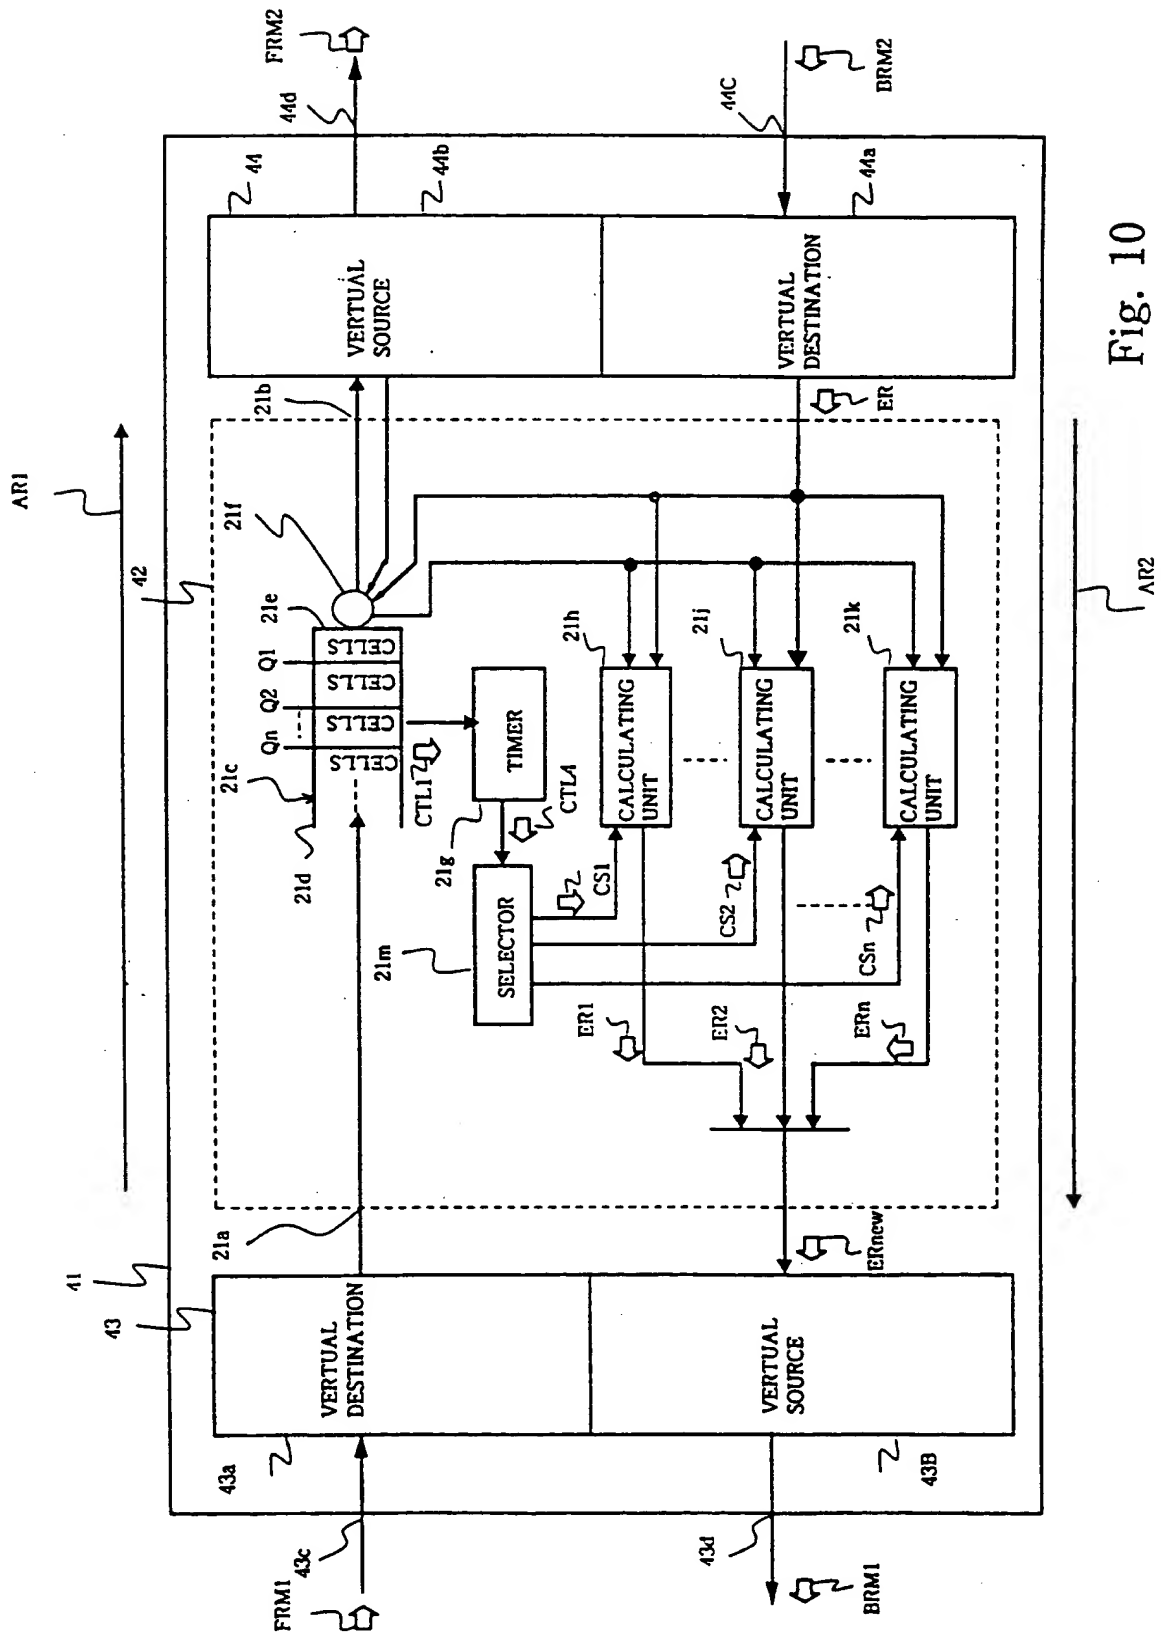 AR1
41
42
43
44
43a
21a
21b
21c
21d
21e
21f
44b
44d
FRM1
43c
FRM2
VERTUAL
DESTINATION
VERTUAL
SOURCE
Qn
Q2
Q1
CELLS
CELLS
CELLS
CELLS
CTL1
TIMER
21g
CTL4
SELECTOR
21m
CS1
CS2
CSn
CALCULATING
UNIT
21h
CALCULATING
UNIT
21j
CALCULATING
UNIT
21k
ER1
ER2
ERn
ERnew
ER
VERTUAL
SOURCE
43B
43d
BRM1
VERTUAL
DESTINATION
44a
44C
BRM2
AR2
Fig. 10